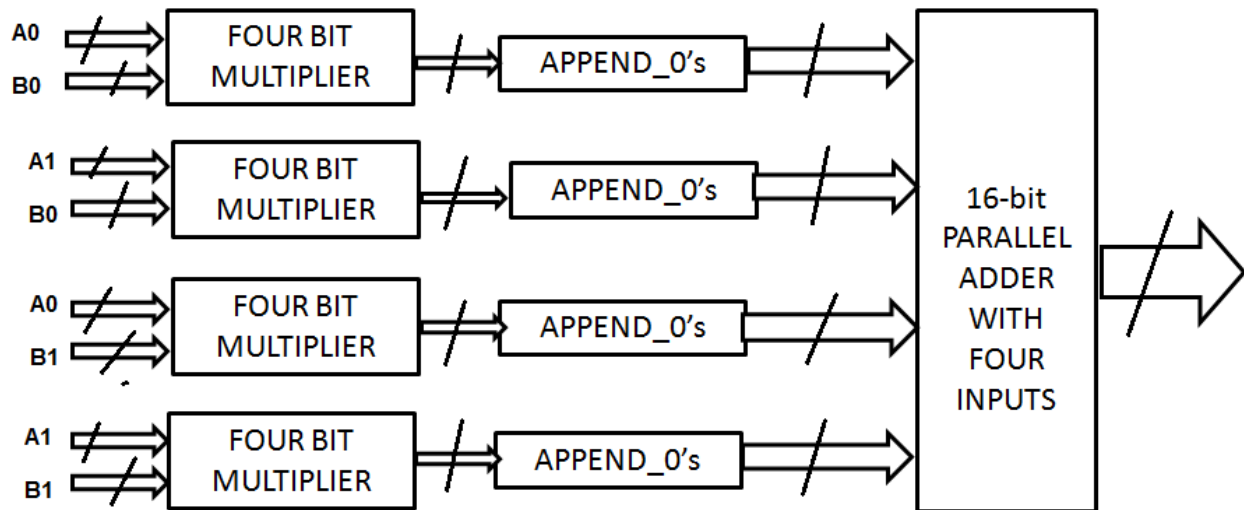 A0
B0
FOUR BIT
MULTIPLIER
APPEND_0's
A1
B0
FOUR BIT
MULTIPLIER
APPEND_0's
A0
B1
FOUR BIT
MULTIPLIER
APPEND_0's
A1
B1
FOUR BIT
MULTIPLIER
APPEND_0's
16-bit
PARALLEL
ADDER
WITH
FOUR
INPUTS